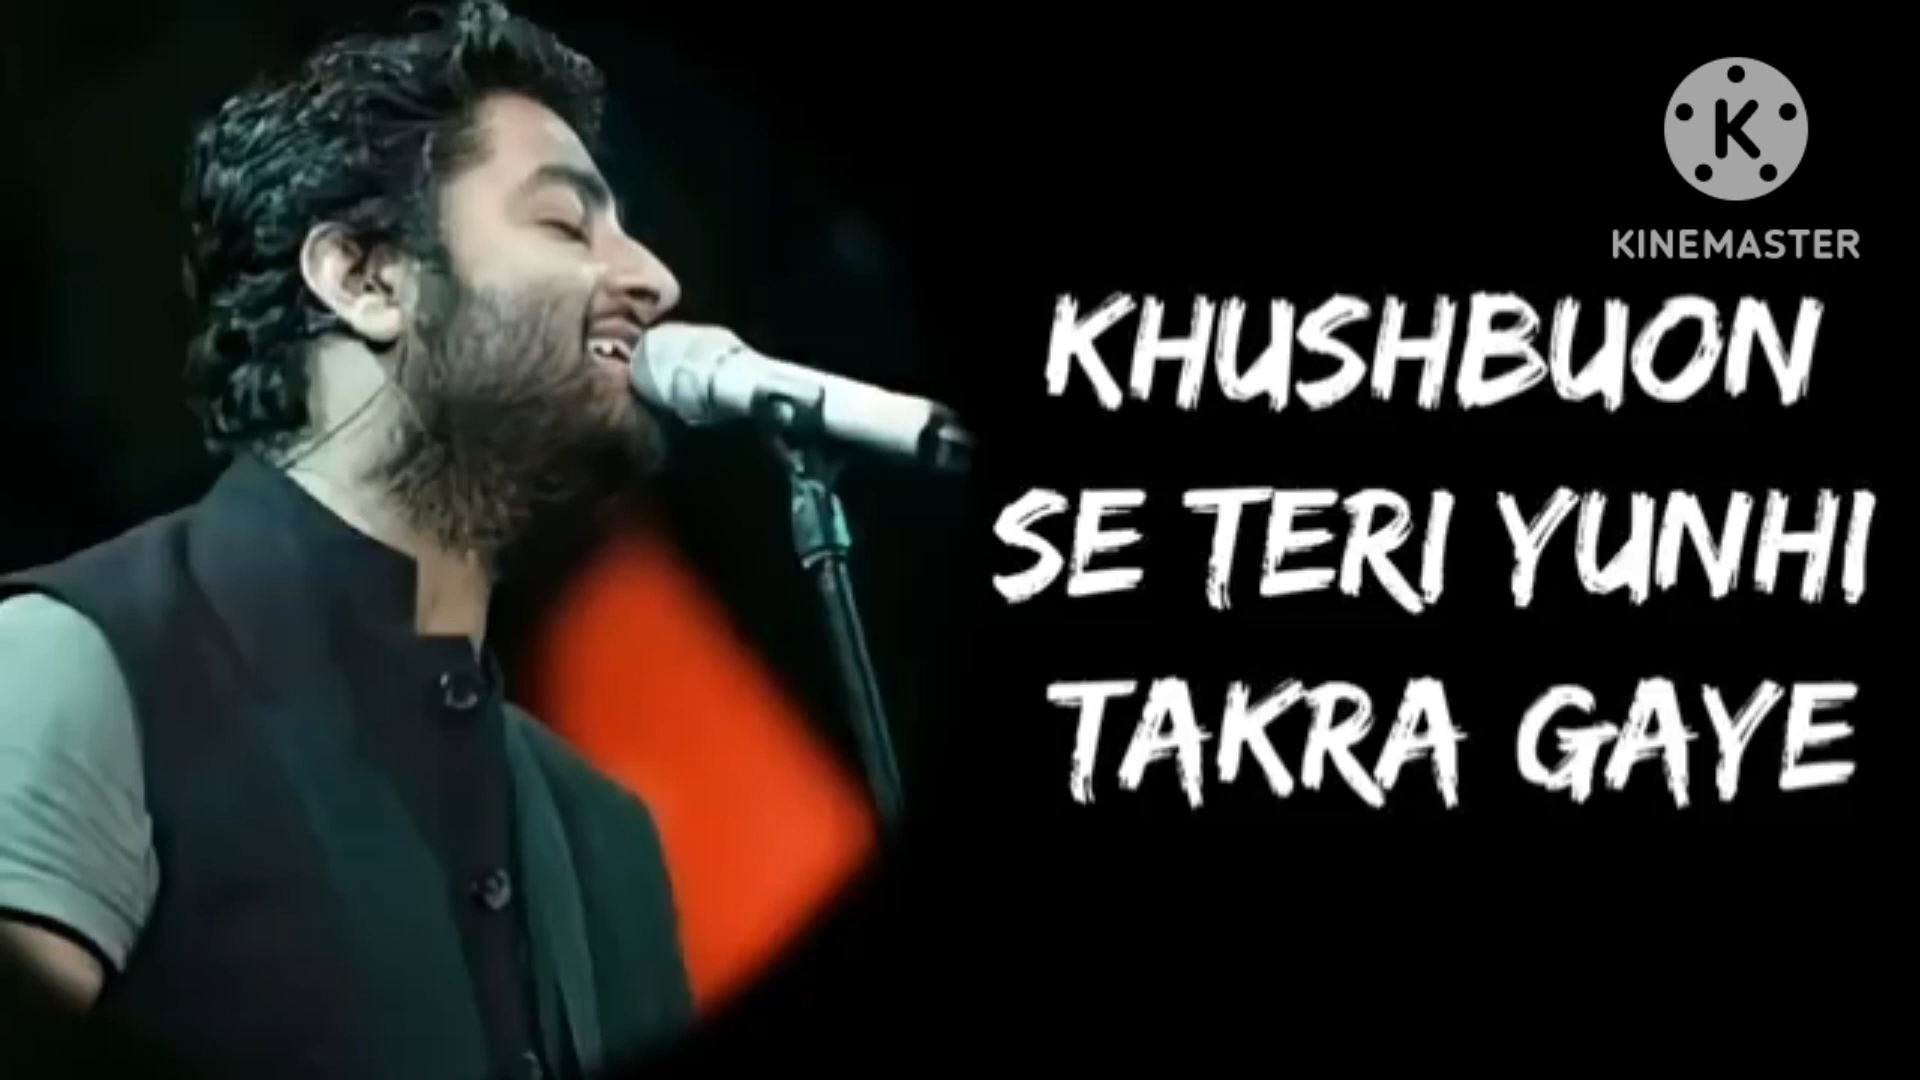 K
KINEMASTER
KHUSHBUON
SE TERI YUNHI
TAKRA GAYE